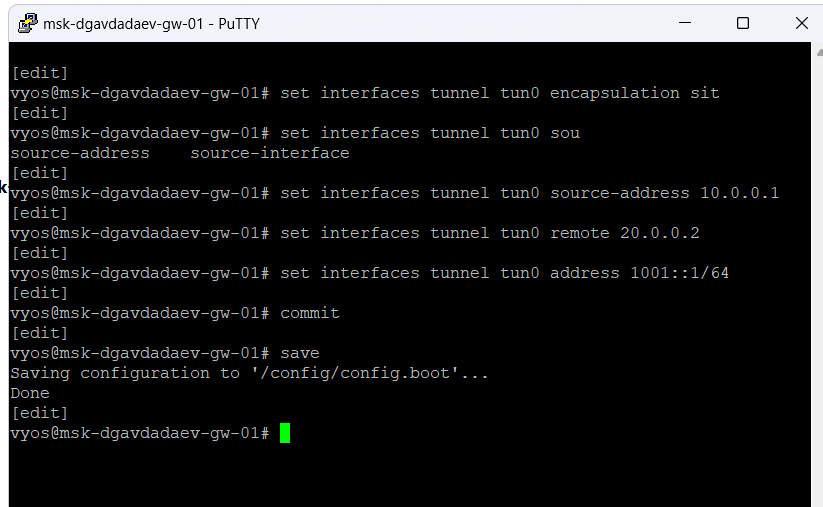 msk-dgavdadaev-gw-01 - PuTTY
[edit]
vyos@msk-dgavdadaev-gw-01# set interfaces tunnel tun0 encapsulation sit
[edit]
vyos@msk-dgavdadaev-gw-01# set interfaces tunnel tun0 sou
source-address    source-interface
[edit]
vyos@msk-dgavdadaev-gw-01# set interfaces tunnel tun0 source-address 10.0.0.1
[edit]
vyos@msk-dgavdadaev-gw-01# set interfaces tunnel tun0 remote 20.0.0.2
[edit]
vyos@msk-dgavdadaev-gw-01# set interfaces tunnel tun0 address 1001::1/64
[edit]
vyos@msk-dgavdadaev-gw-01# commit
[edit]
vyos@msk-dgavdadaev-gw-01# save
Saving configuration to '/config/config.boot'...
Done
[edit]
vyos@msk-dgavdadaev-gw-01#